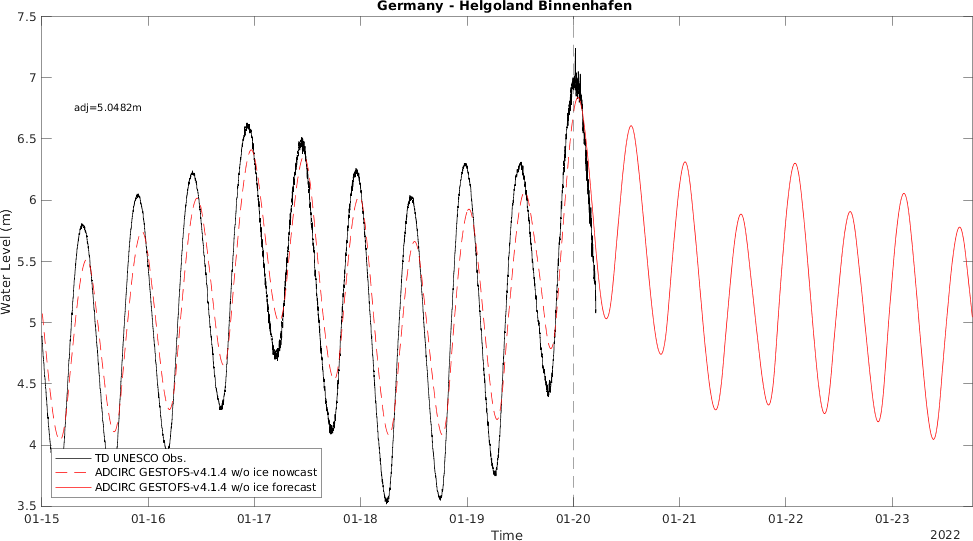 Germany - Helgoland Binnenhafen
7.5
7
6.5
6
5.5
5
4.5
4
3.5
Water Level (m)
adj=5.0482m
TD UNESCO Obs.
ADCIRC GESTOFS-v4.1.4 w/o ice nowcast
ADCIRC GESTOFS-v4.1.4 w/o ice forecast
01-15 01-16 01-17 01-18 01-19 01-20 01-21 01-22 01-23
Time
2022